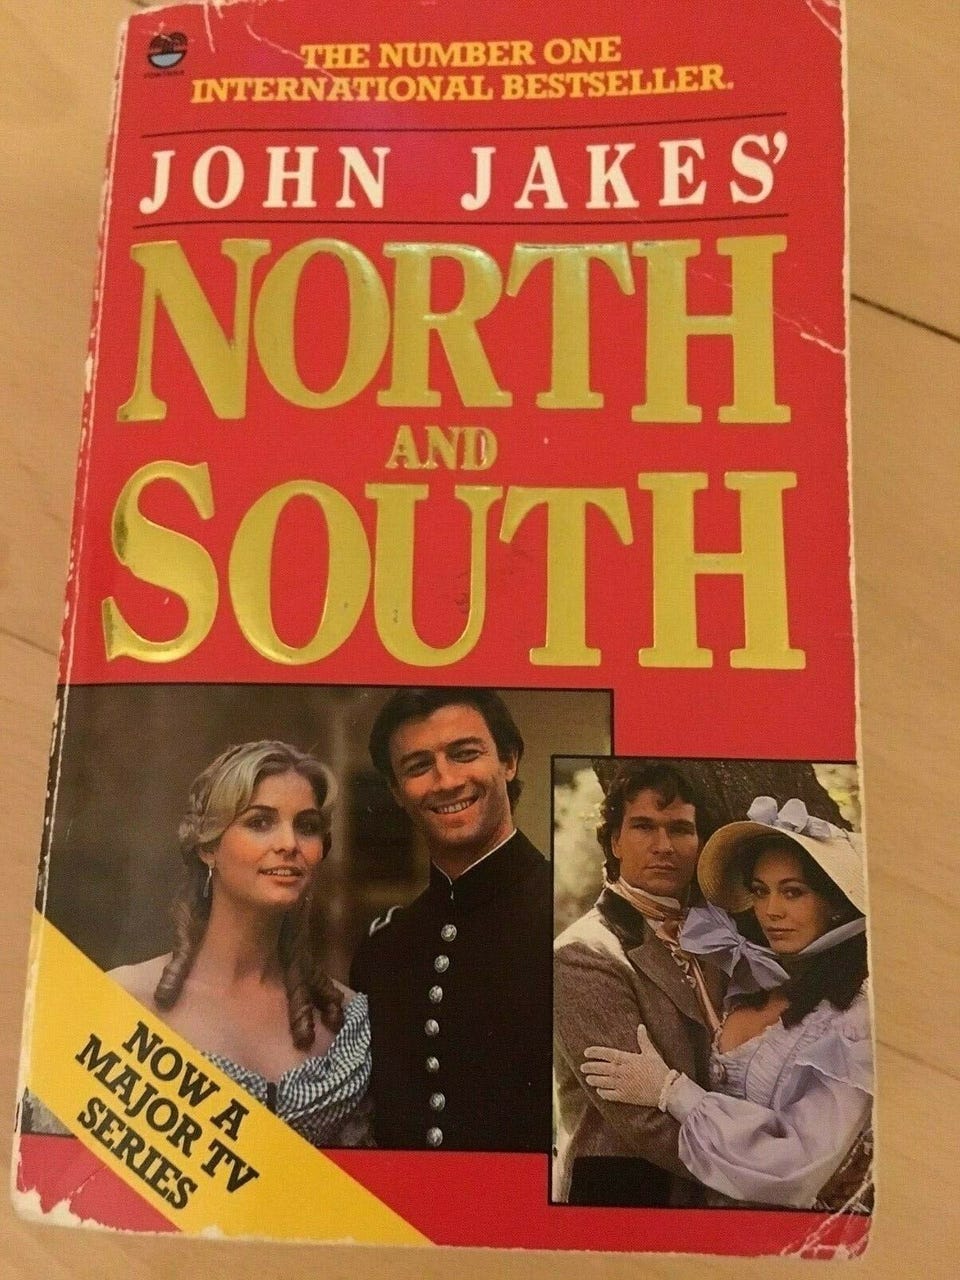 THE NUMBER ONE
INTERNATIONAL BESTSELLER.
JOHN JAKES'
NORTH
AND
SOUTH
NOW A
MAJOR TV
SERIES